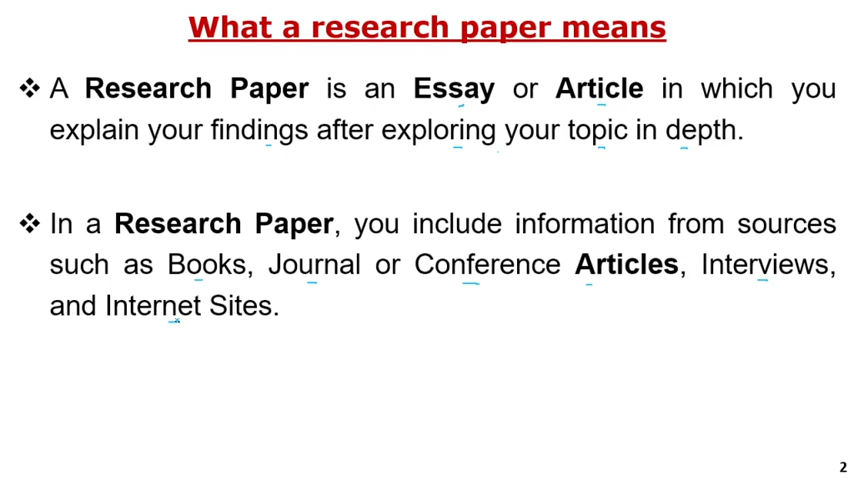 What a research paper means
❖ A Research Paper is an Essay or Article in which you
explain your findings after exploring your topic in depth.
❖ In a Research Paper, you include information from sources
such as Books, Journal or Conference Articles, Interviews,
and Internet Sites.
2